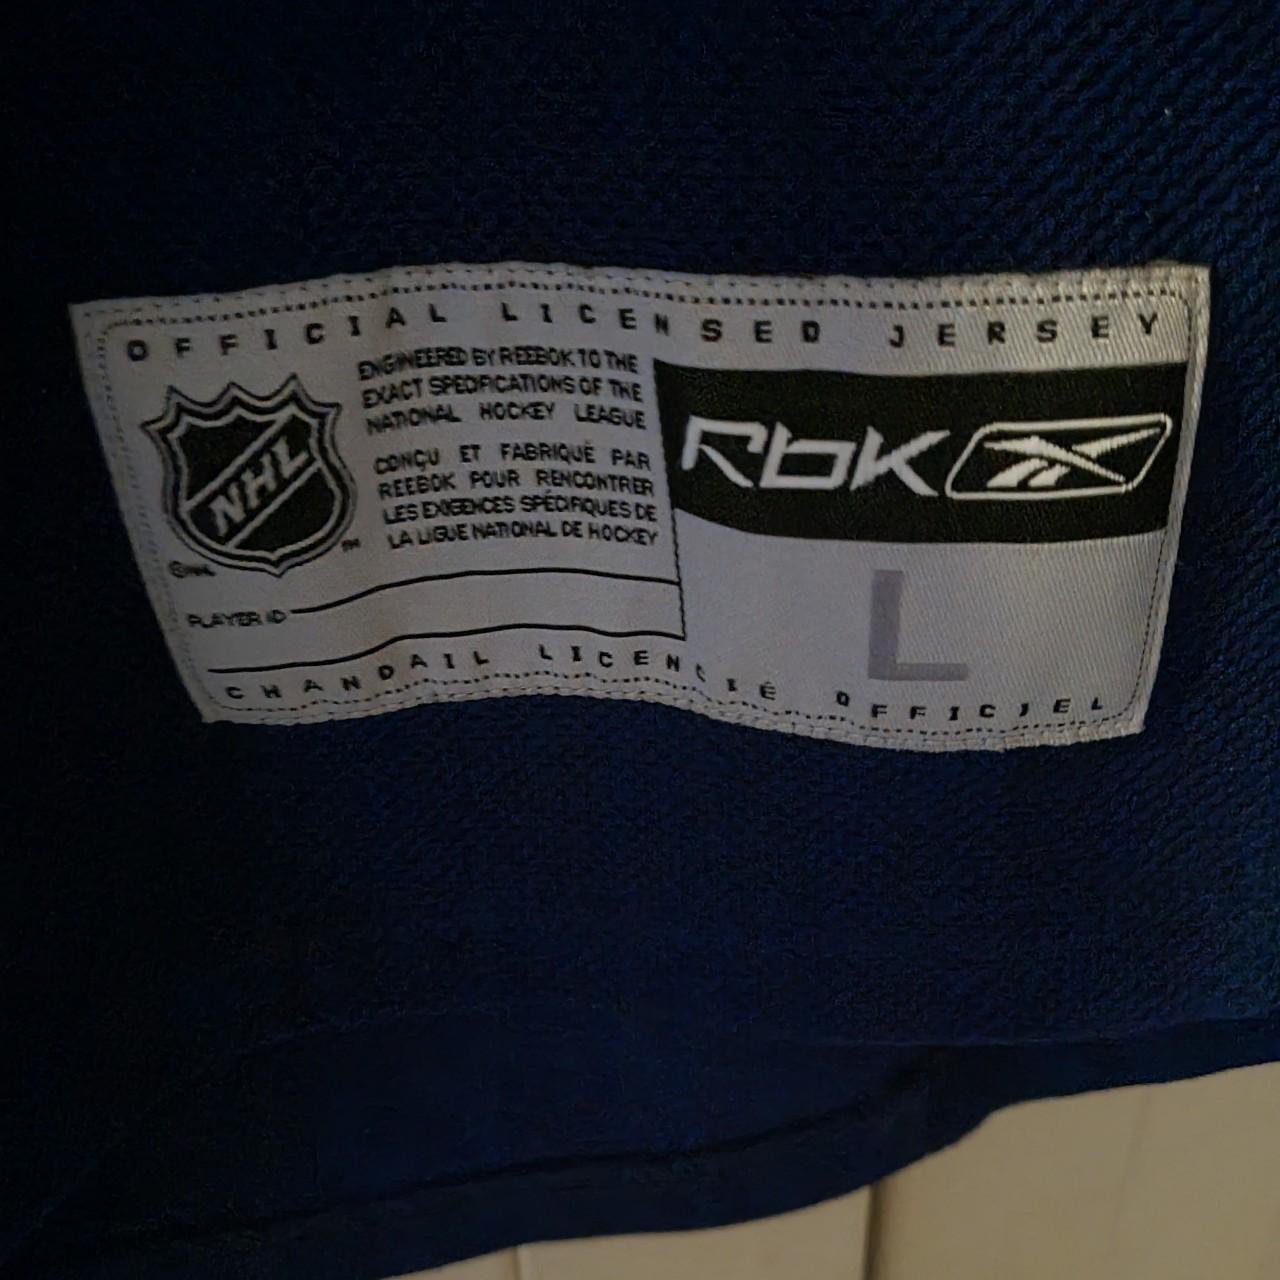 OFFICIAL LICENSED JERSEY
NHL
ENGINEERED BY REEBOK TO THE
EXACT SPECIFICATIONS OF THE
NATIONAL HOCKEY LEAGUE
CONÇU ET FABRIQUÉ PAR
REEBOK POUR RENCONTRER
LES EXIGENCES SPÉCIFIQUES DE
LA LIGUE NATIONAL DE HOCKEY
TM
PLAYER ID
Rbk
L
CHANDAIL LICENCIÉ OFFICIEL